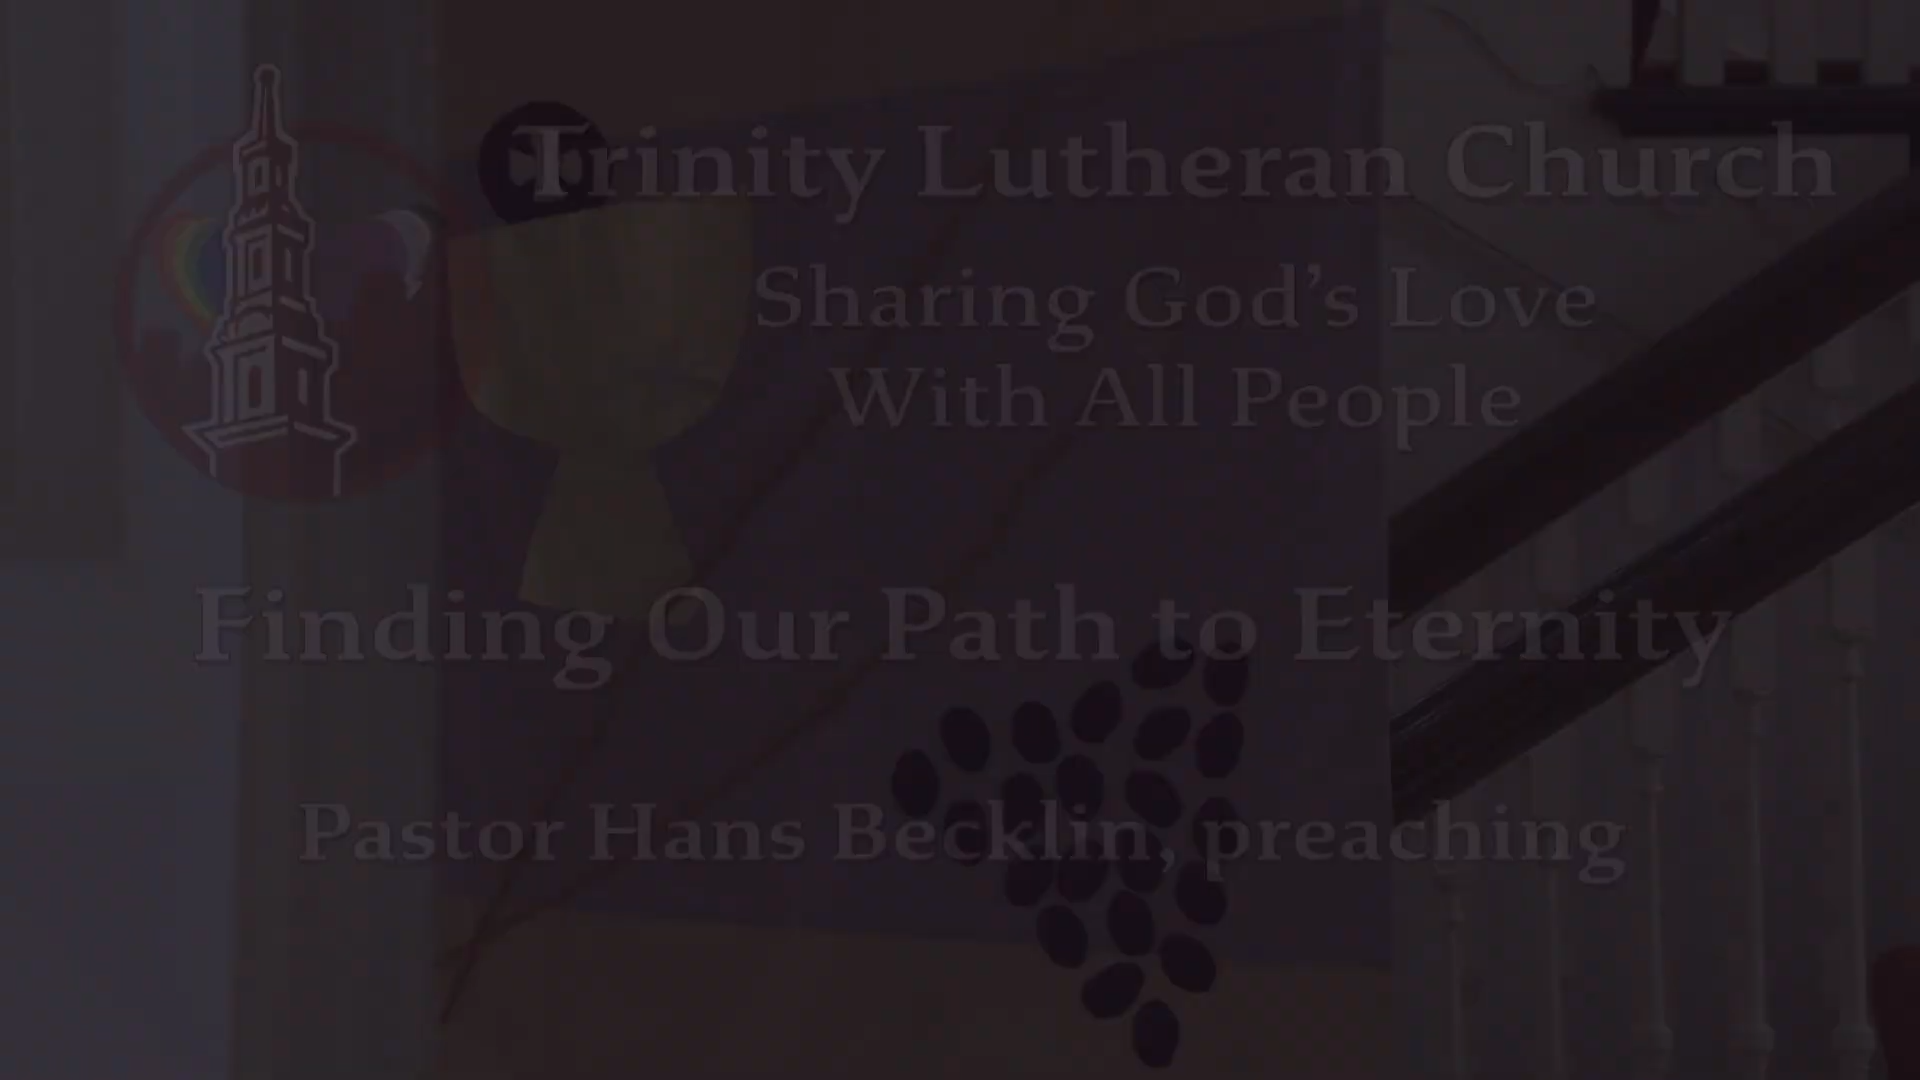 Trinity Lutheran Church
Sharing God's Love
With All People
Finding Our Path to Eternity
Pastor Hans Becklin, preaching